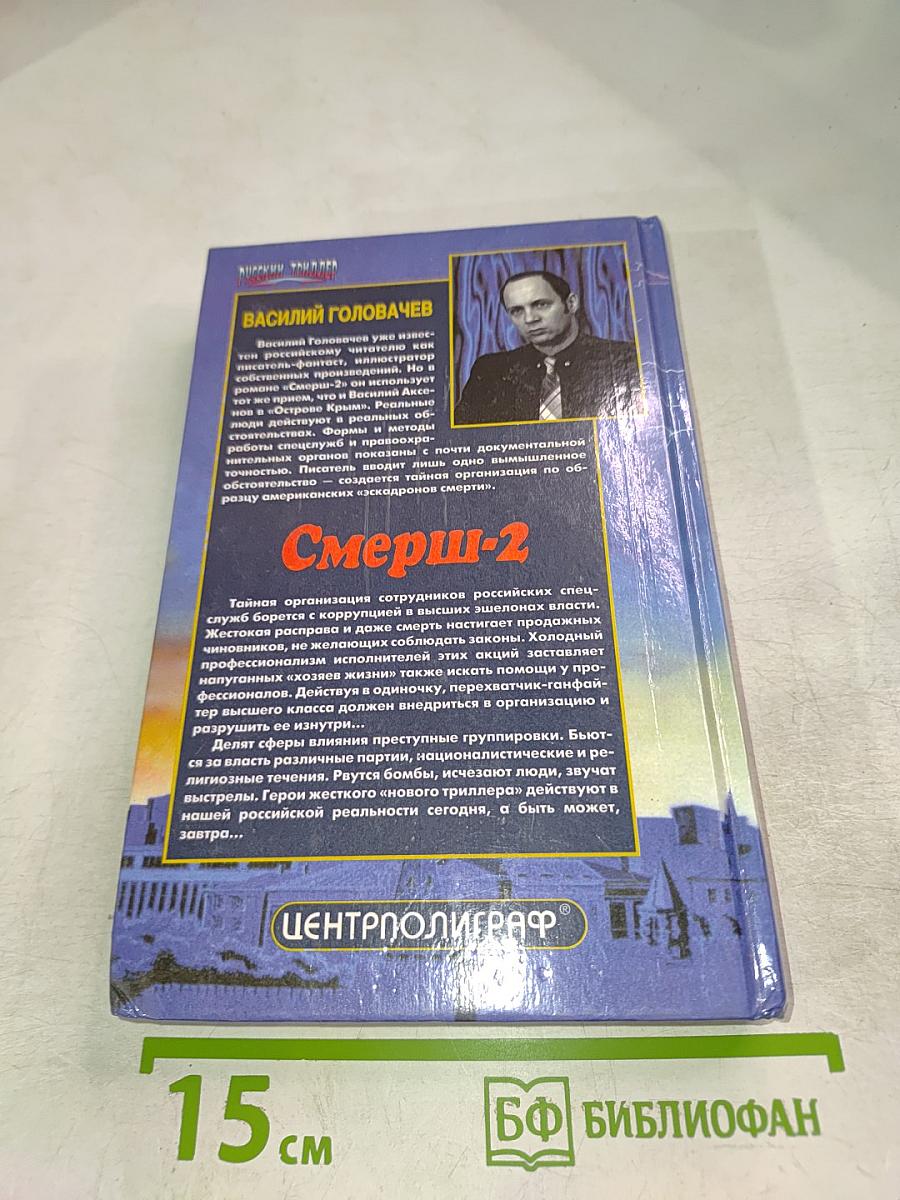 РУССКИЙ ТРИЛЛЕР
ВАСИЛИЙ ГОЛОВАЧЕВ
Василий Головачев уже извес-
тен российскому читателю как
писатель-фантаст, иллюстратор
собственных произведений. Но в
романе «Смерш-2» он использует
тот же прием, что и Василий Аксе-
нов в «Острове Крым». Реальные
люди действуют в реальных об-
стоятельствах. Формы и методы
работы спецслужб и правоохра-
нительных органов показаны с почти документальной
точностью. Писатель вводит лишь одно вымышленное
обстоятельство — создается тайная организация по об-
разцу американских «эскадронов смерти».
Смерш-2
Тайная организация сотрудников российских спец-
служб борется с коррупцией в высших эшелонах власти.
Жестокая расправа и даже смерть настигает продажных
чиновников, не желающих соблюдать законы. Холодный
профессионализм исполнителей этих акций заставляет
напуганных «хозяев жизни» также искать помощи у про-
фессионалов. Действуя в одиночку, перехватчик-ганфай-
тер высшего класса должен внедриться в организацию и
разрушить ее изнутри...
Делят сферы влияния преступные группировки. Бьют-
ся за власть различные партии, националистические и ре-
лигиозные течения. Рвутся бомбы, исчезают люди, звучат
выстрелы. Герои жесткого «нового триллера» действуют в
нашей российской реальности сегодня, а быть может,
завтра...
ЦЕНТРПОЛИГРАФ®
15 см
БФ БИБЛИОФАН